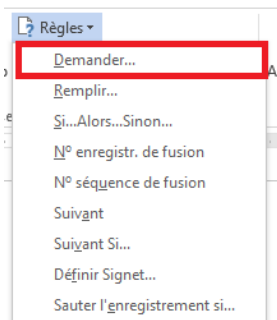 Règles
Demander...
Remplir...
Si...Alors...Sinon...
N° enregistr. de fusion
N° séquence de fusion
Suivant
Suivant Si...
Définir Signet...
Sauter l'enregistrement si...